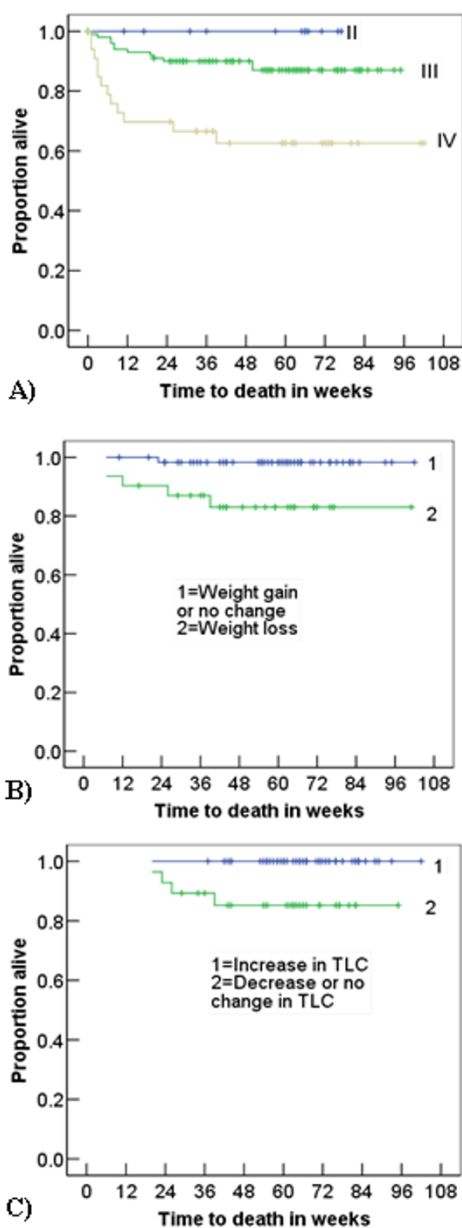 1.0
0.8
0.6
0.4
0.2
0.0
Proportion alive
II
III
IV
0 12 24 36 48 60 72 84 96 108
Time to death in weeks
A)
1.0
0.8
0.6
0.4
0.2
0.0
Proportion alive
1
2
1=Weight gain
or no change
2=Weight loss
0 12 24 36 48 60 72 84 96 108
Time to death in weeks
B)
1.0
0.8
0.6
0.4
0.2
0.0
Proportion alive
1
2
1=Increase in TLC
2=Decrease or no
change in TLC
0 12 24 36 48 60 72 84 96 108
Time to death in weeks
C)